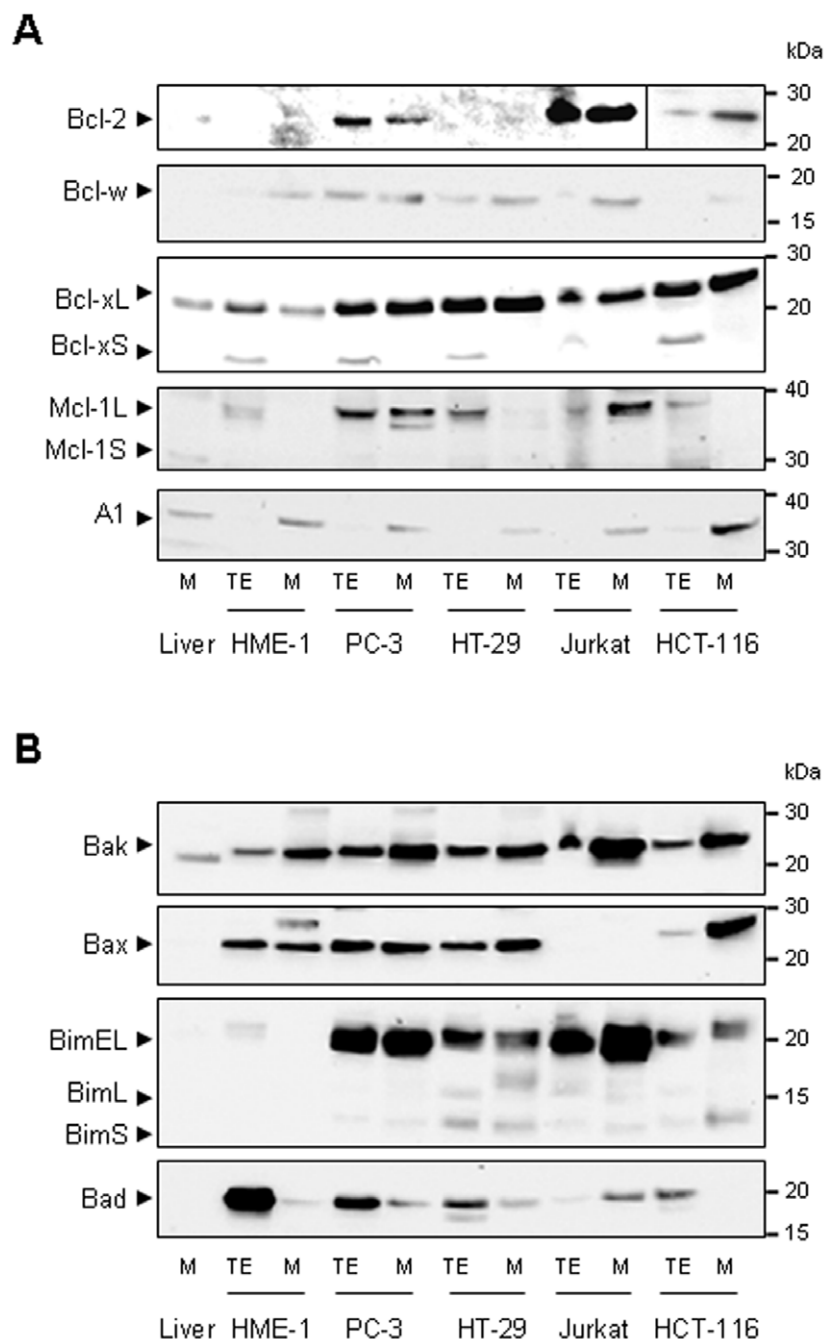 A
kDa
Bcl-2 ► 30
20
Bcl-w ► 20
15
Bcl-xL ► 30
20
Bcl-xS ►
Mcl-1L ► 40
Mcl-1S ► 30
A1 ► 40
30
M TE M TE M TE M TE M TE M
Liver HME-1 PC-3 HT-29 Jurkat HCT-116
B
kDa
Bak ► 30
20
Bax ► 30
20
BimEL ► 20
BimL ► 15
BimS ►
Bad ► 20
15
M TE M TE M TE M TE M TE M
Liver HME-1 PC-3 HT-29 Jurkat HCT-116